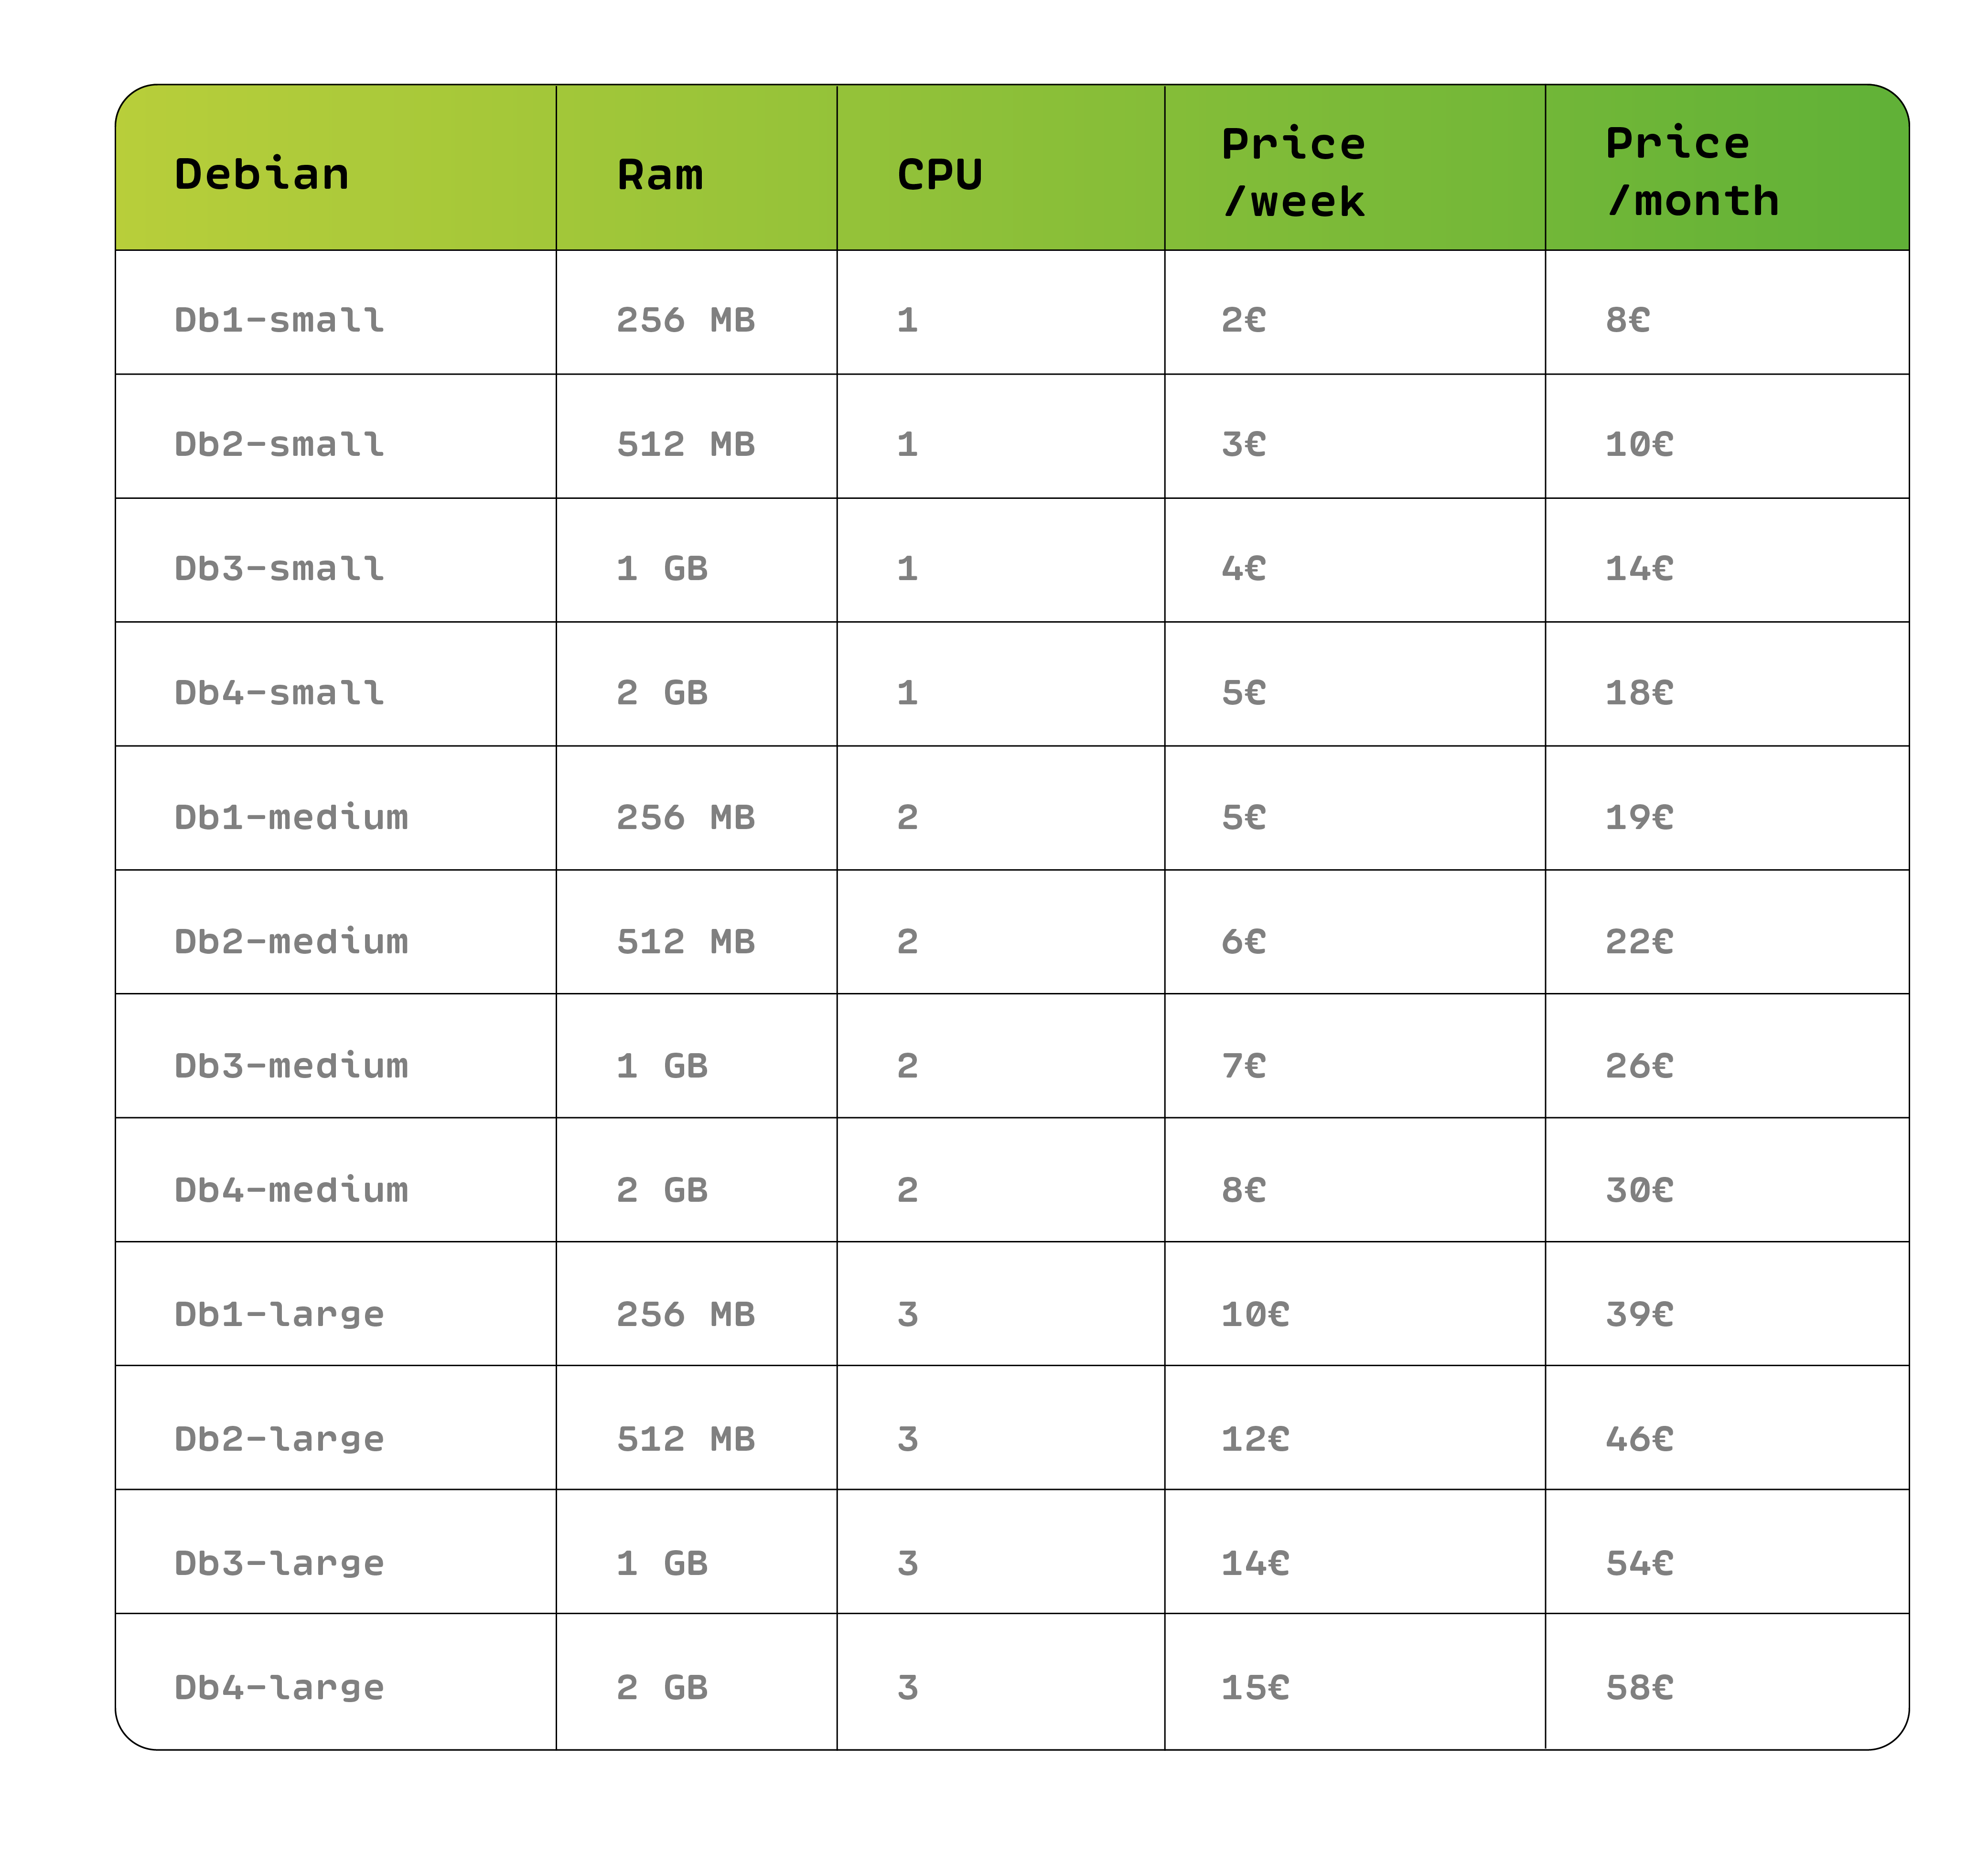 Debian Ram CPU Price /week Price /month
Db1-small 256 MB 1 2€ 8€
Db2-small 512 MB 1 3€ 10€
Db3-small 1 GB 1 4€ 14€
Db4-small 2 GB 1 5€ 18€
Db1-medium 256 MB 2 5€ 19€
Db2-medium 512 MB 2 6€ 22€
Db3-medium 1 GB 2 7€ 26€
Db4-medium 2 GB 2 8€ 30€
Db1-large 256 MB 3 10€ 39€
Db2-large 512 MB 3 12€ 46€
Db3-large 1 GB 3 14€ 54€
Db4-large 2 GB 3 15€ 58€